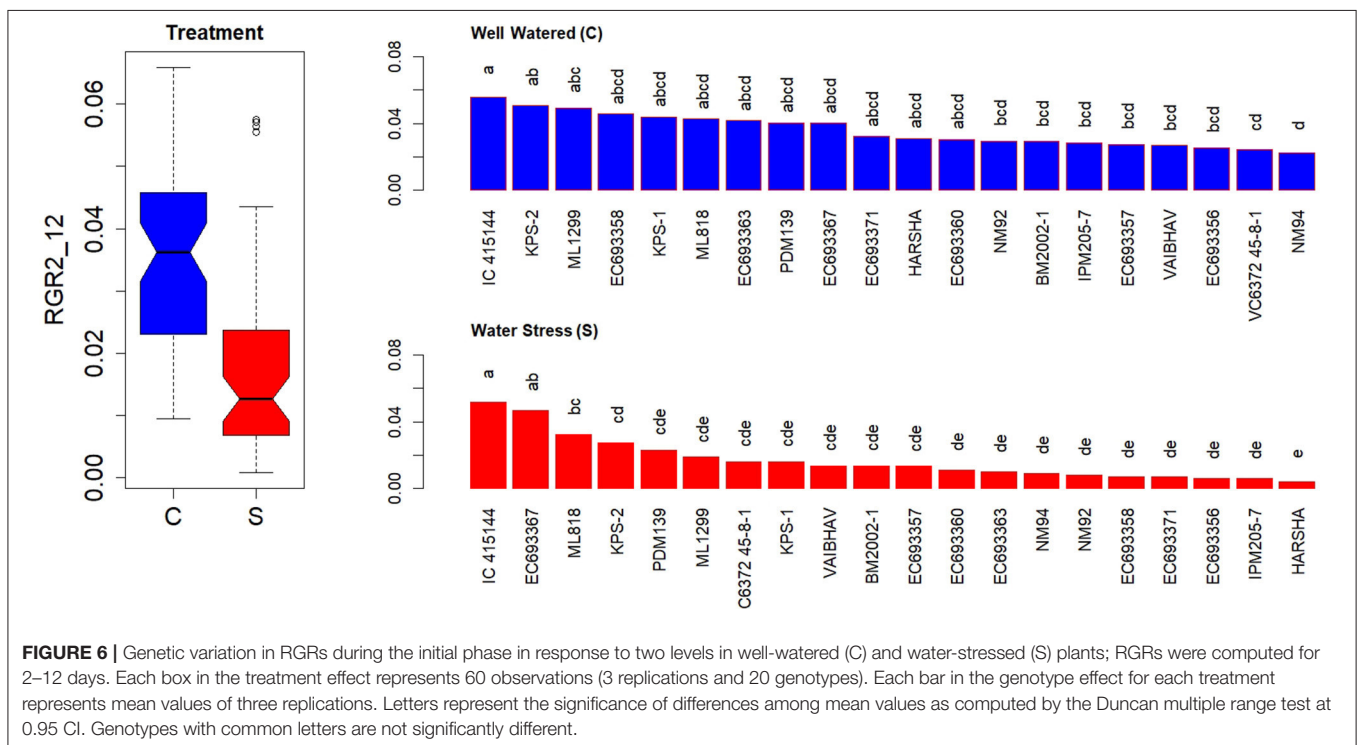 Treatment
RGR2_12
0.00
0.02
0.04
0.06
C
S
Well Watered (C)
0.00
0.04
0.08
a
ab
abc
abcd
abcd
abcd
abcd
abcd
abcd
abcd
abcd
abcd
bcd
bcd
bcd
bcd
bcd
bcd
cd
d
IC 415144
KPS-2
ML1299
EC693358
KPS-1
ML818
EC693363
PDM139
EC693367
EC693371
HARSHA
EC693360
NM92
BM2002-1
IPM205-7
EC693357
VAIBHAV
EC693356
VC6372 45-8-1
NM94
Water Stress (S)
0.00
0.04
0.08
a
ab
bc
cd
cde
cde
cde
cde
cde
cde
cde
de
de
de
de
de
de
de
de
e
IC 415144
EC693367
ML818
KPS-2
PDM139
ML1299
C6372 45-8-1
KPS-1
VAIBHAV
BM2002-1
EC693357
EC693360
EC693363
NM94
NM92
EC693358
EC693371
EC693356
IPM205-7
HARSHA
FIGURE 6 | Genetic variation in RGRs during the initial phase in response to two levels in well-watered (C) and water-stressed (S) plants; RGRs were computed for
2–12 days. Each box in the treatment effect represents 60 observations (3 replications and 20 genotypes). Each bar in the genotype effect for each treatment
represents mean values of three replications. Letters represent the significance of differences among mean values as computed by the Duncan multiple range test at
0.95 CI. Genotypes with common letters are not significantly different.